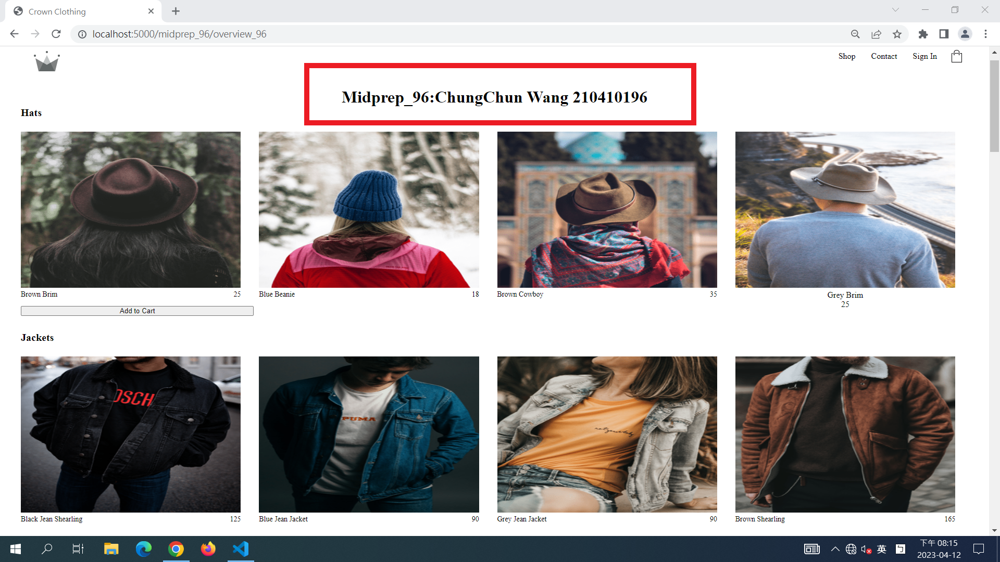 Crown Clothing
localhost:5000/midprep_96/overview_96
Shop Contact Sign In
Midprep_96:ChungChun Wang 210410196
Hats
Brown Brim 25
Blue Beanie 18
Brown Cowboy 35
Grey Brim
25
Add to Cart
Jackets
OSCH
PUMA
notyourbaby
Black Jean Shearling 125
Blue Jean Jacket 90
Grey Jean Jacket 90
Brown Shearling 165
英
下午 08:15
2023-04-12